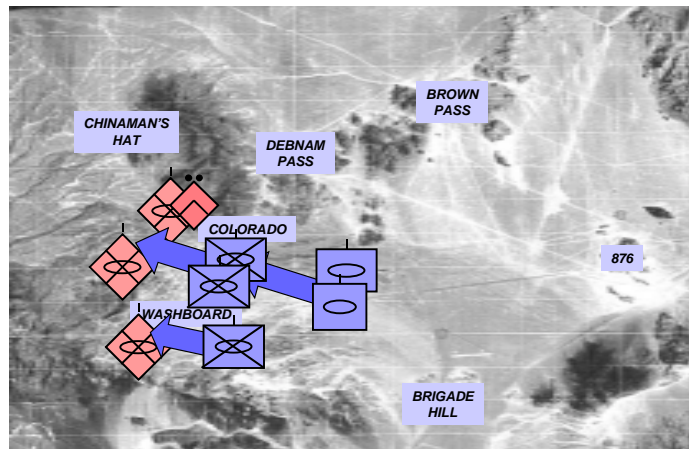 BROWN
PASS
CHINAMAN'S
HAT
DEBNAM
PASS
COLORADO
876
WASHBOARD
BRIGADE
HILL